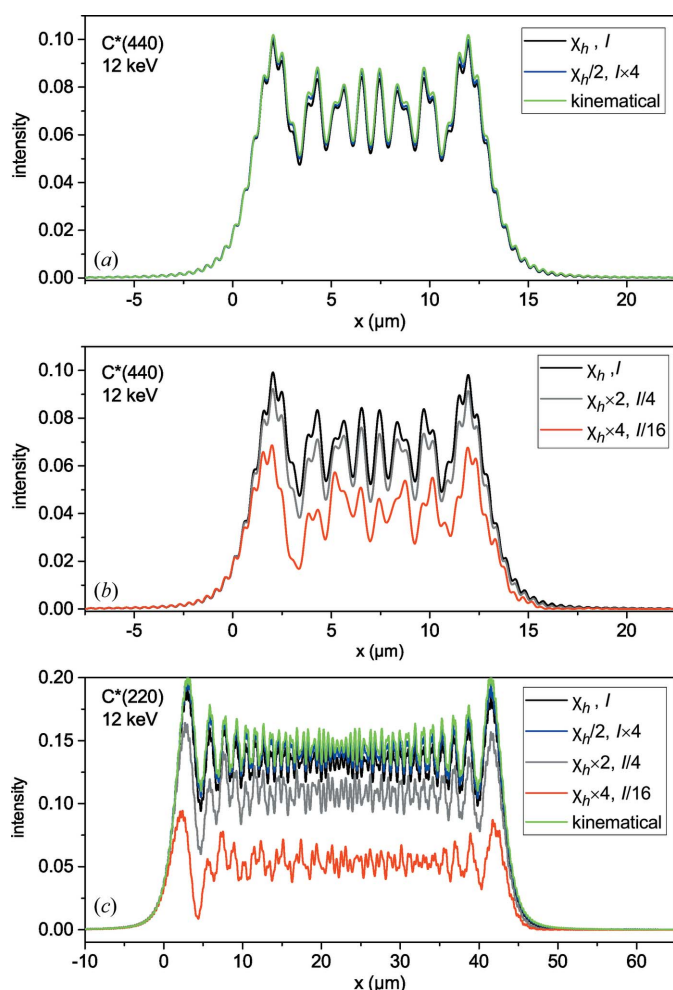 C*(440)
12 keV
χh , I
χh/2, I×4
kinematical
intensity
0.10
0.08
0.06
0.04
0.02
0.00
(a)
-5 0 5 10 15 20
x (µm)
C*(440)
12 keV
χh ,I
χh×2, I/4
χh×4, I/16
intensity
0.10
0.08
0.06
0.04
0.02
0.00
(b)
-5 0 5 10 15 20
x (µm)
C*(220)
12 keV
χh , I
χh/2, I×4
χh×2, I/4
χh×4, I/16
kinematical
intensity
0.20
0.15
0.10
0.05
0.00
(c)
-10 0 10 20 30 40 50 60
x (µm)